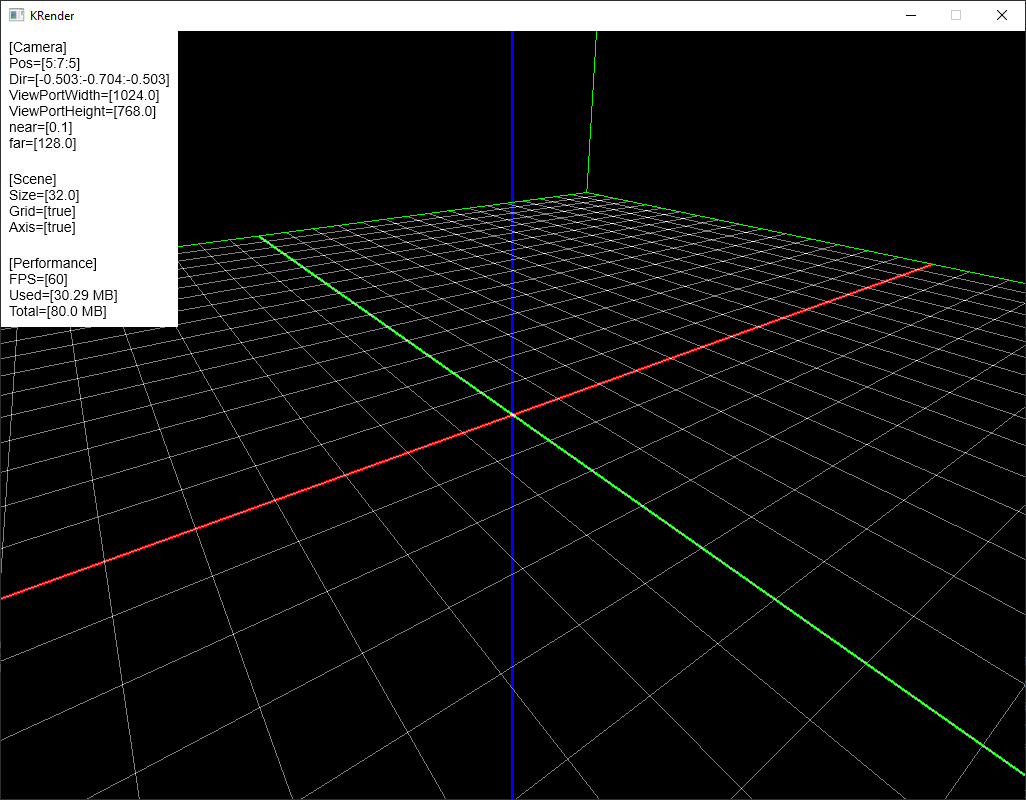 KRender
[Camera]
Pos=[5:7:5]
Dir=[-0.503:-0.704:-0.503]
ViewPortWidth=[1024.0]
ViewPortHeight=[768.0]
near=[0.1]
far=[128.0]
[Scene]
Size=[32.0]
Grid=[true]
Axis=[true]
[Performance]
FPS=[60]
Used=[30.29 MB]
Total=[80.0 MB]